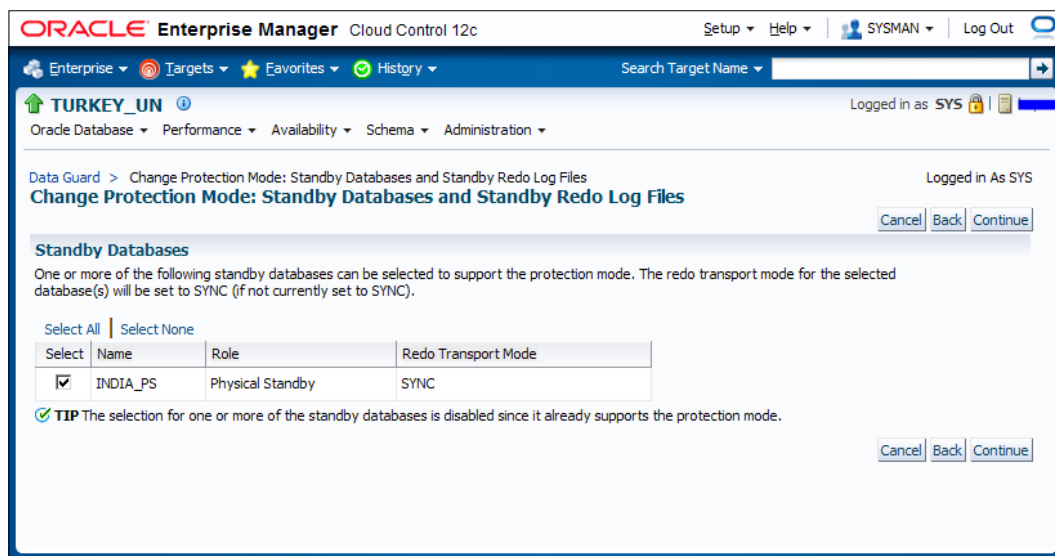 ORACLE Enterprise Manager Cloud Control 12c Setup Help SYSMAN Log Out
Enterprise Targets Favorites History Search Target Name
TURKEY_UN Logged in as SYS
Oracle Database Performance Availability Schema Administration
Data Guard > Change Protection Mode: Standby Databases and Standby Redo Log Files Logged in As SYS
Change Protection Mode: Standby Databases and Standby Redo Log Files
Cancel Back Continue
Standby Databases
One or more of the following standby databases can be selected to support the protection mode. The redo transport mode for the selected
database(s) will be set to SYNC (if not currently set to SYNC).
Select All | Select None
Select Name Role Redo Transport Mode
INDIA_PS Physical Standby SYNC
TIP The selection for one or more of the standby databases is disabled since it already supports the protection mode.
Cancel Back Continue